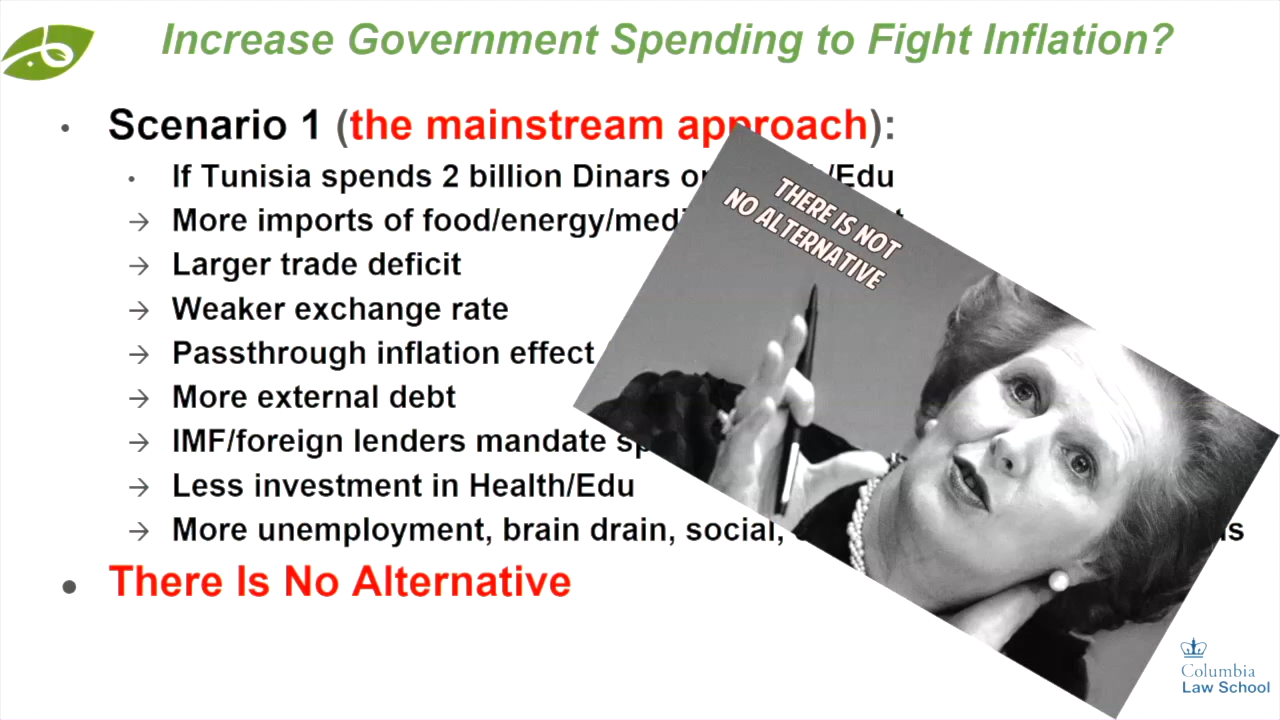 Increase Government Spending to Fight Inflation?
• Scenario 1 (the mainstream approach):
• If Tunisia spends 2 billion Dinars /Edu
→ More imports of food/energy/med
→ Larger trade deficit
→ Weaker exchange rate
→ Passthrough inflation effect
→ More external debt
→ IMF/foreign lenders mandate
→ Less investment in Health/Edu
→ More unemployment, brain drain, social,
• There Is No Alternative
THERE IS NOT
NO ALTERNATIVE
Columbia
Law School